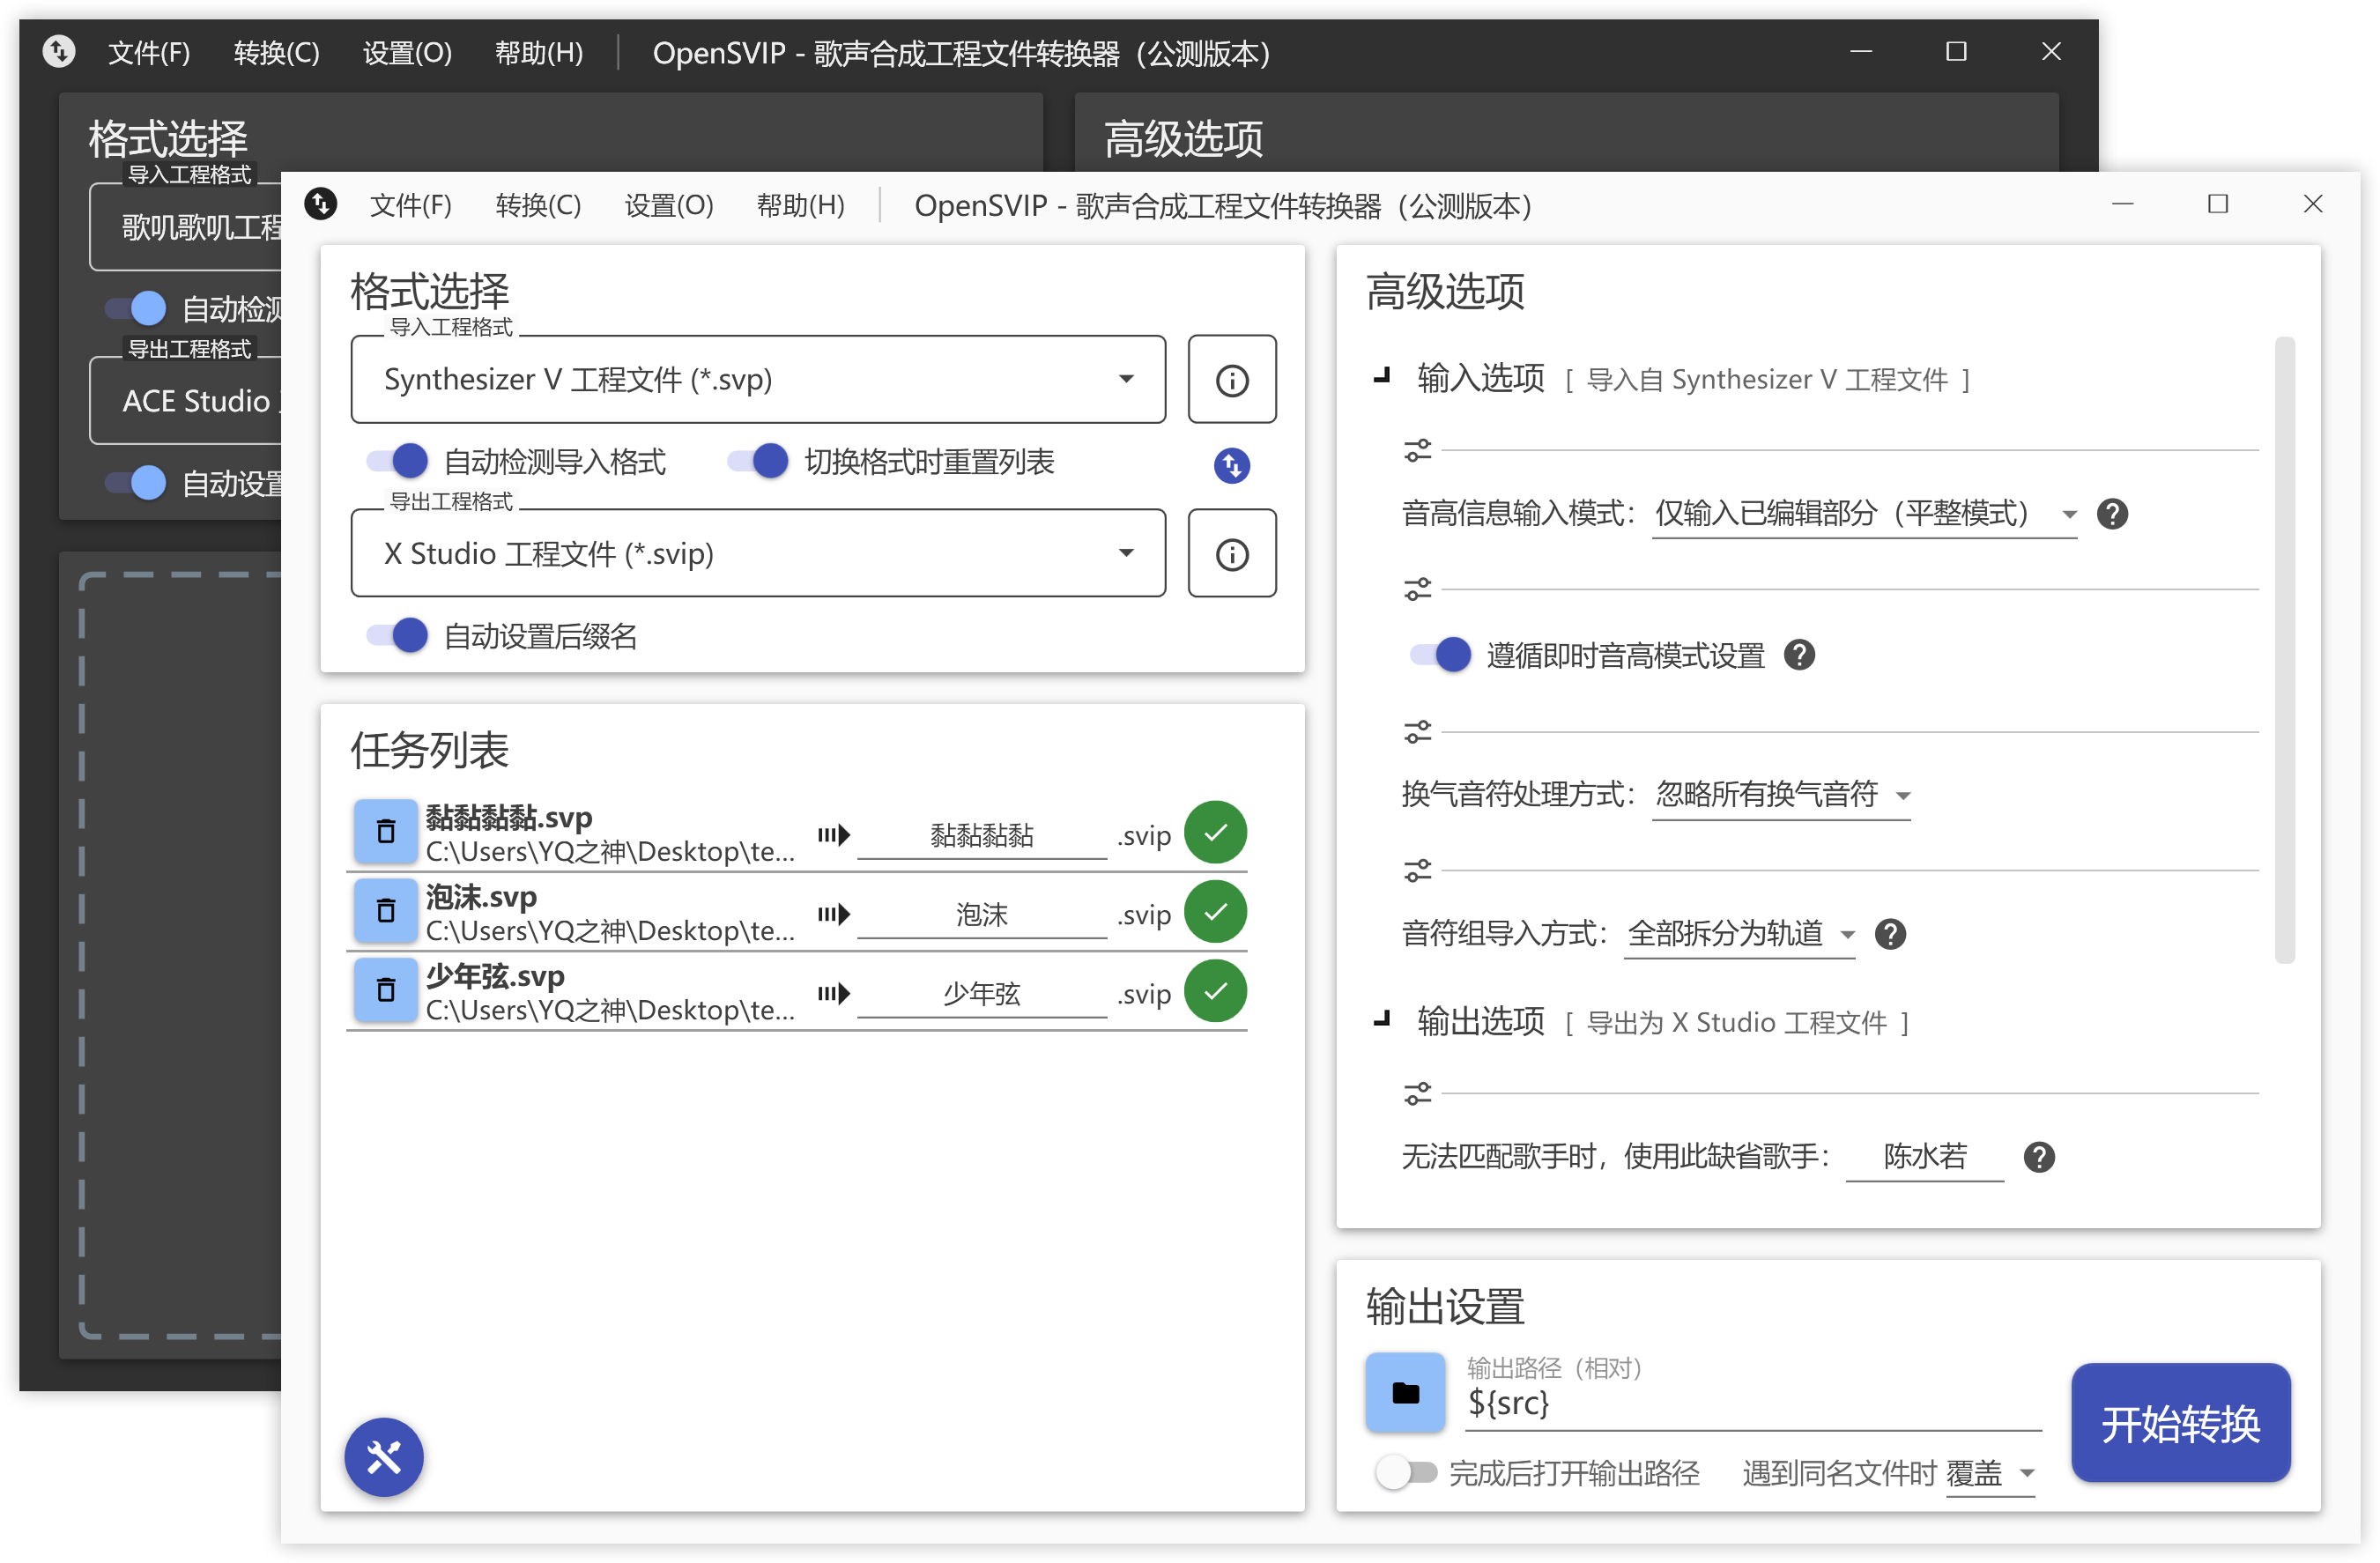 文件(F) 转换(C) 设置(O) 帮助(H) OpenSVIP - 歌声合成工程文件转换器（公测版本）
格式选择
导入工程格式
歌叽歌叽工程
自动检测
导出工程格式
ACE Studio
自动设置
高级选项
文件(F) 转换(C) 设置(O) 帮助(H) OpenSVIP - 歌声合成工程文件转换器（公测版本）
格式选择
导入工程格式
Synthesizer V 工程文件 (*.svp)
自动检测导入格式 切换格式时重置列表
导出工程格式
X Studio 工程文件 (*.svip)
自动设置后缀名
任务列表
黏黏黏黏.svp
C:\Users\YQ之神\Desktop\te... 黏黏黏黏 .svip
泡沫.svp
C:\Users\YQ之神\Desktop\te... 泡沫 .svip
少年弦.svp
C:\Users\YQ之神\Desktop\te... 少年弦 .svip
高级选项
输入选项 [ 导入自 Synthesizer V 工程文件 ]
音高信息输入模式： 仅输入已编辑部分（平整模式）
遵循即时音高模式设置
换气音符处理方式： 忽略所有换气音符
音符组导入方式： 全部拆分为轨道
输出选项 [ 导出为 X Studio 工程文件 ]
无法匹配歌手时，使用此缺省歌手： 陈水若
输出设置
输出路径（相对）
${src}
完成后打开输出路径 遇到同名文件时 覆盖
开始转换